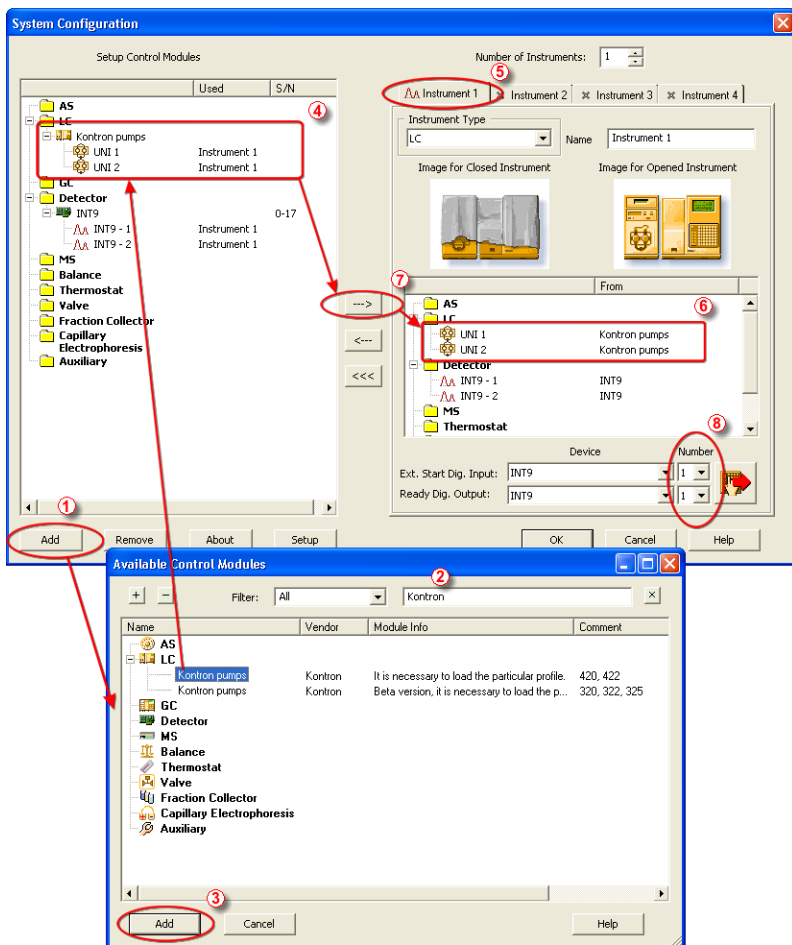 System Configuration
Setup Control Modules
Number of Instruments: 1
Used S/N
④
AS
LC
Kontron pumps
UNI 1 Instrument 1
UNI 2 Instrument 1
GC
Detector
INT9 0-17
INT9 - 1 Instrument 1
INT9 - 2 Instrument 1
MS
Balance
Thermostat
Valve
Fraction Collector
Capillary
Electrophoresis
Auxiliary
⑤
Instrument 1 Instrument 2 Instrument 3 Instrument 4
Instrument Type
LC Name Instrument 1
Image for Closed Instrument Image for Opened Instrument
⑦
--->
<---
<<<
From
⑥
AS
LC
UNI 1 Kontron pumps
UNI 2 Kontron pumps
Detector
INT9 - 1 INT9
INT9 - 2 INT9
MS
Thermostat
⑧
Device Number
Ext. Start Dig. Input: INT9 1
Ready Dig. Output: INT9 1
①
Add Remove About Setup OK Cancel Help
Available Control Modules
②
+ - Filter: All Kontron ×
Name Vendor Module Info Comment
AS
LC
Kontron pumps Kontron It is necessary to load the particular profile. 420, 422
Kontron pumps Kontron Beta version, it is necessary to load the p... 320, 322, 325
GC
Detector
MS
Balance
Thermostat
Valve
Fraction Collector
Capillary Electrophoresis
Auxiliary
③
Add Cancel Help